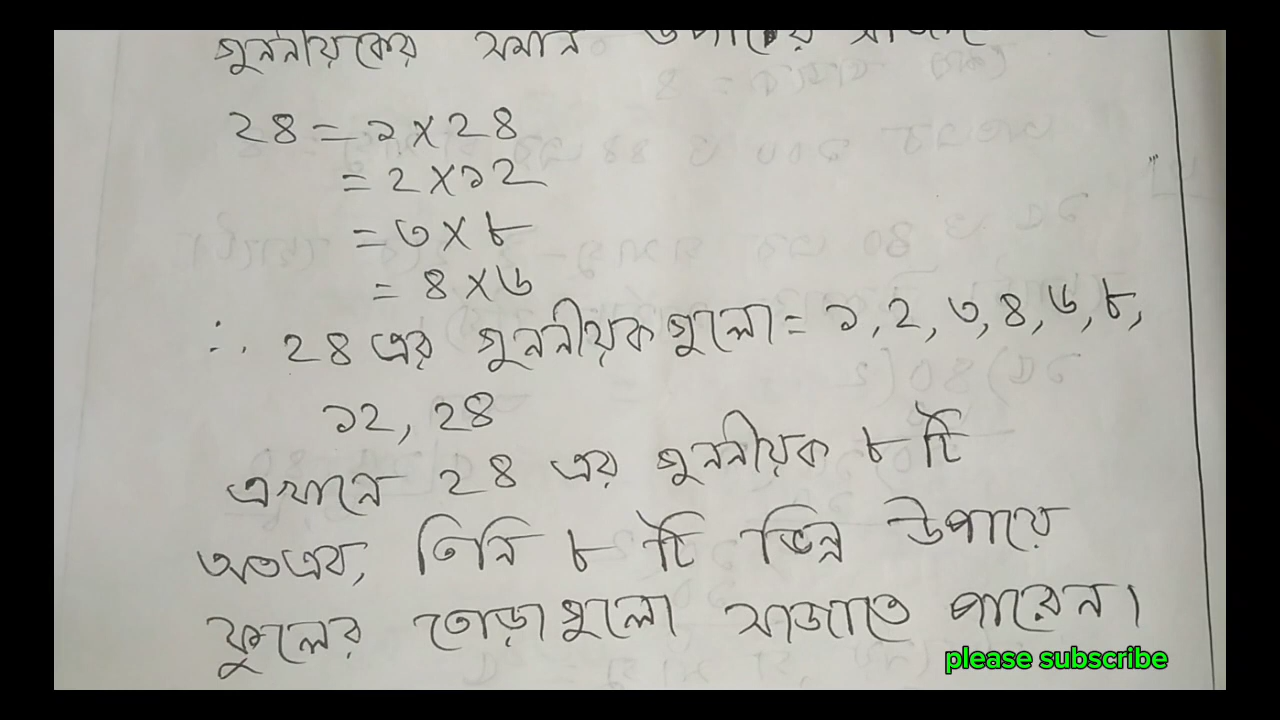 গুননীয়কের সমান
২৪ = ১ × ২৪
= ২ × ১২
= ৩ × ৮
= ৪ × ৬
∴ ২৪ এর গুননীয়কগুলো = ১, ২, ৩, ৪, ৬, ৮,
১২, ২৪
এখানে ২৪ এর গুননীয়ক ৮ টি
অতএব, তিনি ৮ টি ভিন্ন উপায়ে
ফুলের তোড়াগুলো সাজাতে পারেন।
please subscribe